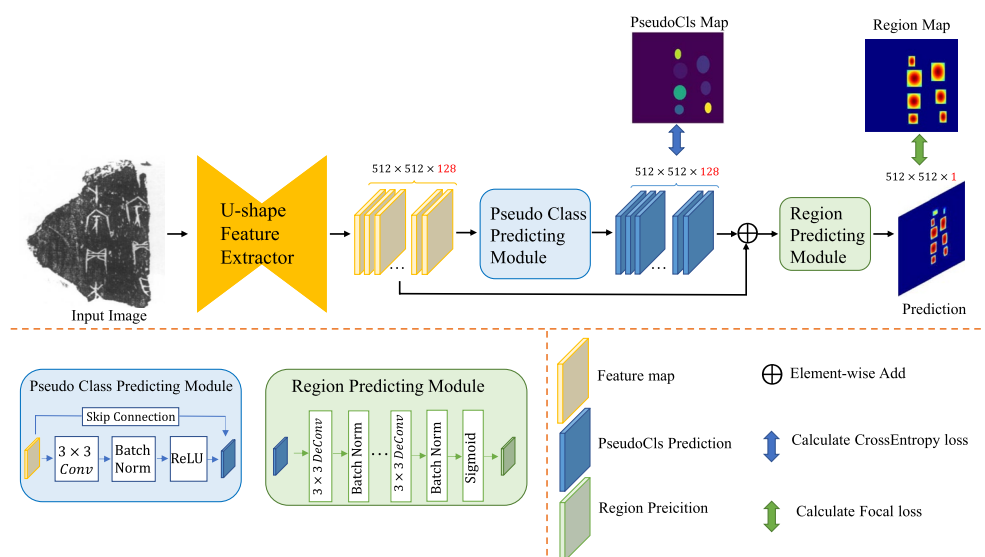 PseudoCls Map
Region Map
512 × 512 × 128
512 × 512 × 128
512 × 512 × 1
U-shape
Feature
Extractor
...
Pseudo Class
Predicting
Module
...
Region
Predicting
Module
Input Image
Prediction
Pseudo Class Predicting Module
Skip Connection
3 × 3
Conv
Batch
Norm
ReLU
Region Predicting Module
3 × 3 DeConv
Batch Norm
...
3 × 3 DeConv
Batch Norm
Sigmoid
Feature map
PseudoCls Prediction
Region Preicition
Element-wise Add
Calculate CrossEntropy loss
Calculate Focal loss